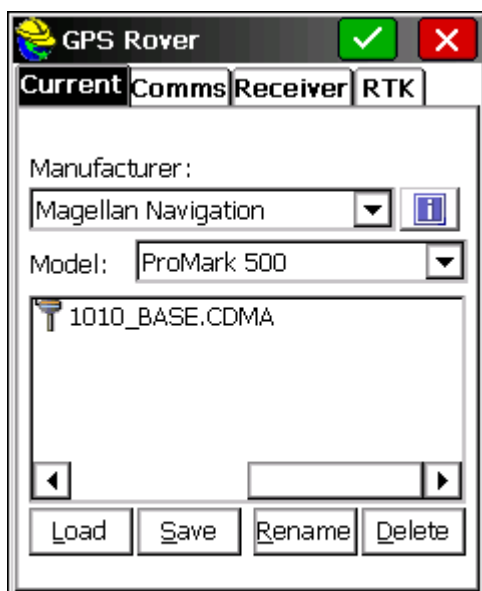 GPS Rover
Current Comms Receiver RTK
Manufacturer:
Magellan Navigation
Model: ProMark 500
1010_BASE.CDMA
Load Save Rename Delete